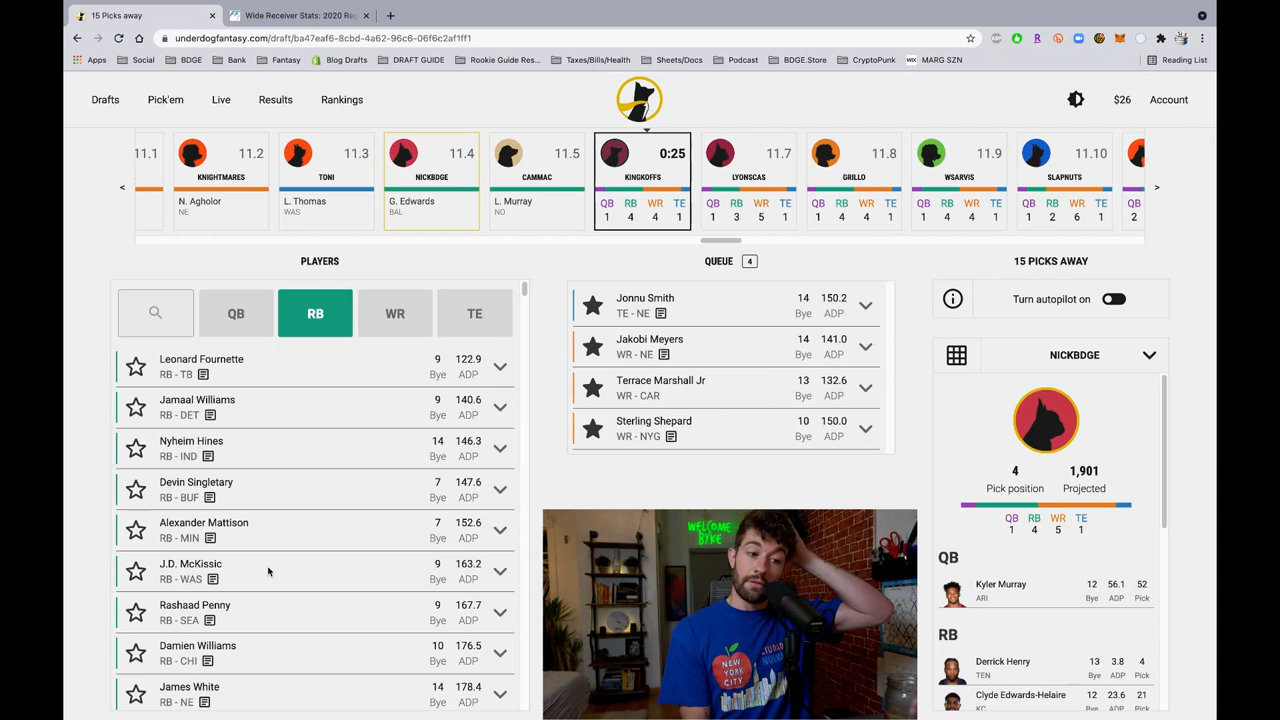 15 Picks away
Wide Receiver Stats: 2020 Re
underdogfantasy.com/draft/ba47eaf6-8cbd-4a62-96c6-06f6c2af1ff1
Apps Social BDGE Bank Fantasy Blog Drafts DRAFT GUIDE Rookie Guide Res... Taxes/Bills/Health Sheets/Docs Podcast BDGE.Store CryptoPunk WIX MARG SZN Reading List
Drafts Pick'em Live Results Rankings $26 Account
11.1 11.2 11.3 11.4 11.5 0:25 11.7 11.8 11.9 11.10
KNIGHTMARES TONI NICKBDGE CAMMAC KINGKOFFS LYONSCAS GRILLO WSARVIS SLAPNUTS
N. Agholor L. Thomas G. Edwards L. Murray QB RB WR TE QB RB WR TE QB RB WR TE QB RB WR TE QB RB WR TE QB
NE WAS BAL NO 1 4 4 1 1 3 5 1 1 4 4 1 1 4 4 1 1 2 6 1 2
< >
PLAYERS
QB RB WR TE
Leonard Fournette 9 122.9
RB - TB Bye ADP
Jamaal Williams 9 140.6
RB - DET Bye ADP
Nyheim Hines 14 146.3
RB - IND Bye ADP
Devin Singletary 7 147.6
RB - BUF Bye ADP
Alexander Mattison 7 152.6
RB - MIN Bye ADP
J.D. McKissic 9 163.2
RB - WAS Bye ADP
Rashaad Penny 9 167.7
RB - SEA Bye ADP
Damien Williams 10 176.5
RB - CHI Bye ADP
James White 14 178.4
RB - NE Bye ADP
QUEUE 4
Jonnu Smith 14 150.2
TE - NE Bye ADP
Jakobi Meyers 14 141.0
WR - NE Bye ADP
Terrace Marshall Jr 13 132.6
WR - CAR Bye ADP
Sterling Shepard 10 150.0
WR - NYG Bye ADP
WELCOME
BYKE
NEW
YORK
CITY
15 PICKS AWAY
Turn autopilot on
NICKBDGE
4 1,901
Pick position Projected
QB RB WR TE
1 4 5 1
QB
Kyler Murray 12 56.1 52
ARI Bye ADP Pick
RB
Derrick Henry 13 3.8 4
TEN Bye ADP Pick
Clyde Edwards-Helaire 12 23.6 21
KC Bye ADP Pick